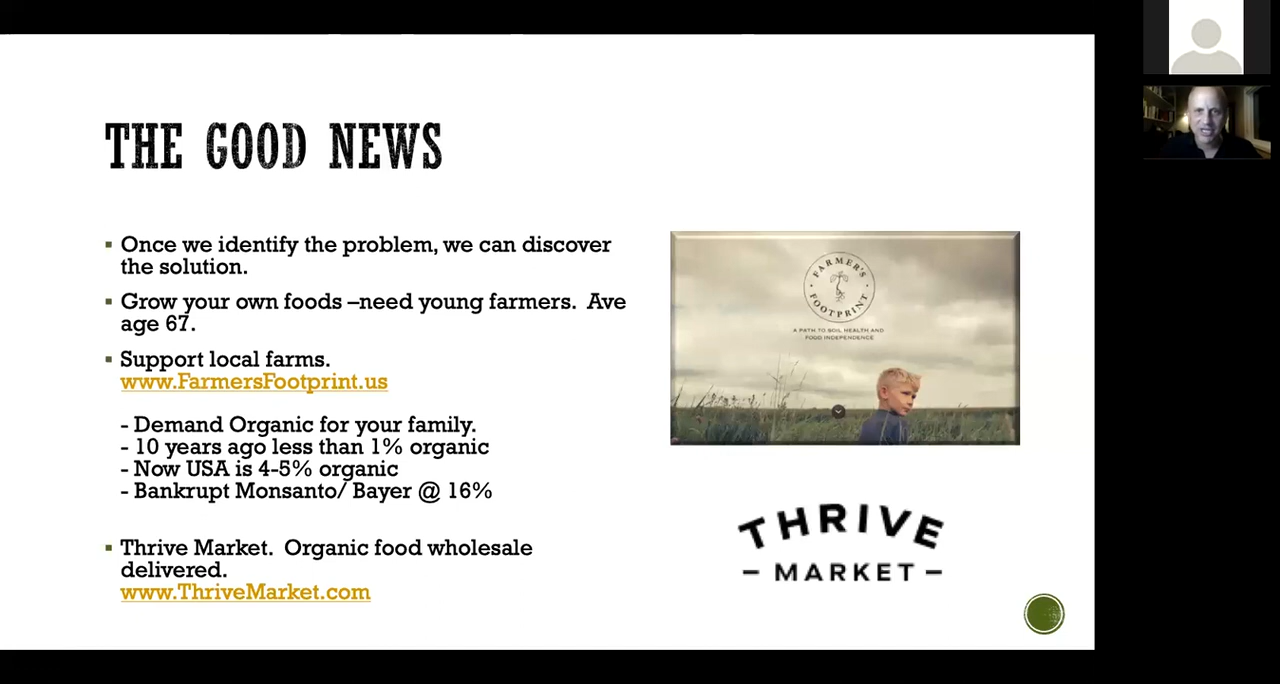 THE GOOD NEWS
▪ Once we identify the problem, we can discover
the solution.
▪ Grow your own foods –need young farmers.  Ave
age 67.
▪ Support local farms.
www.FarmersFootprint.us
- Demand Organic for your family.
- 10 years ago less than 1% organic
- Now USA is 4-5% organic
- Bankrupt Monsanto/ Bayer @ 16%
▪ Thrive Market.  Organic food wholesale
delivered.
www.ThriveMarket.com
FARMER'S
FOOTPRINT
A PATH TO SOIL HEALTH AND
FOOD INDEPENDENCE
THRIVE
– MARKET –